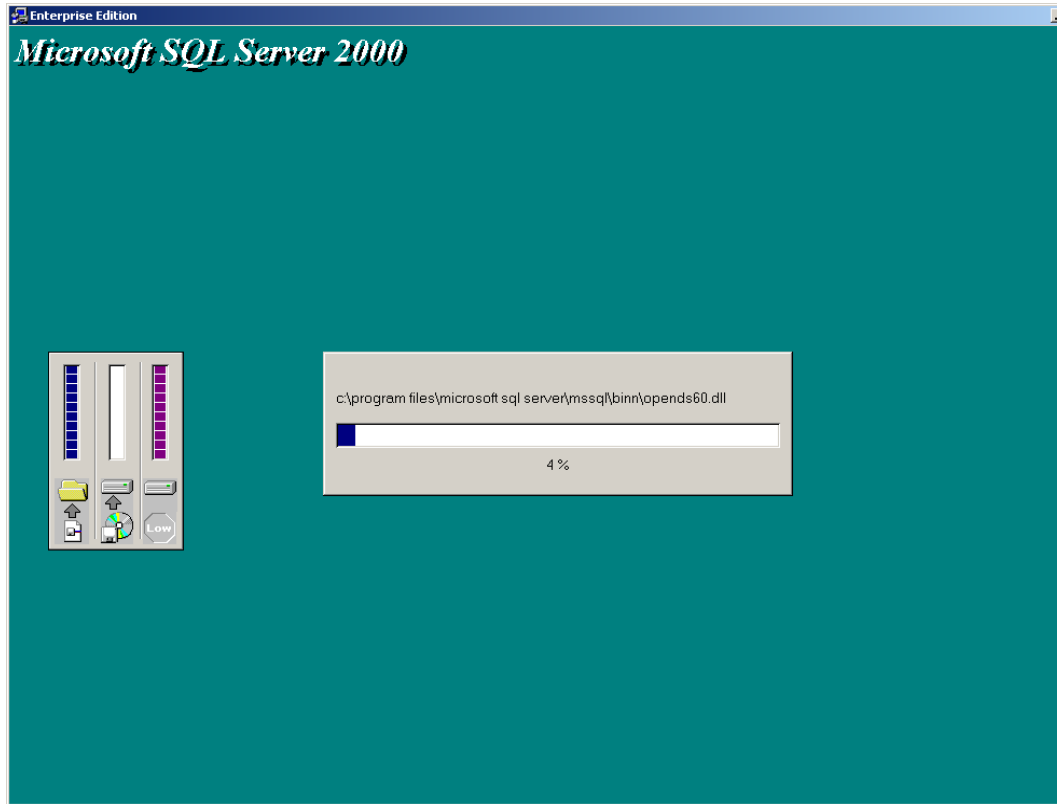 Enterprise Edition
Microsoft SQL Server 2000
c:\program files\microsoft sql server\mssql\binn\opends60.dll
4 %
Low